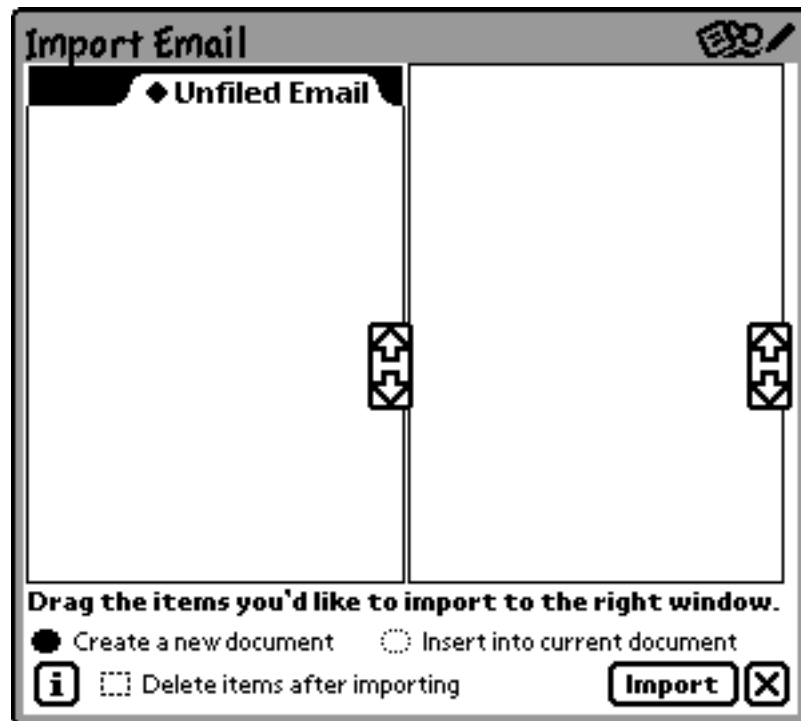 Import Email
◆ Unfiled Email
Drag the items you'd like to import to the right window.
Create a new document Insert into current document
i Delete items after importing Import X